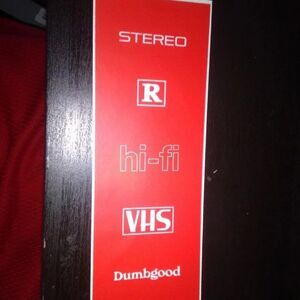 STEREO
R
hi-fi
VHS
Dumbgood